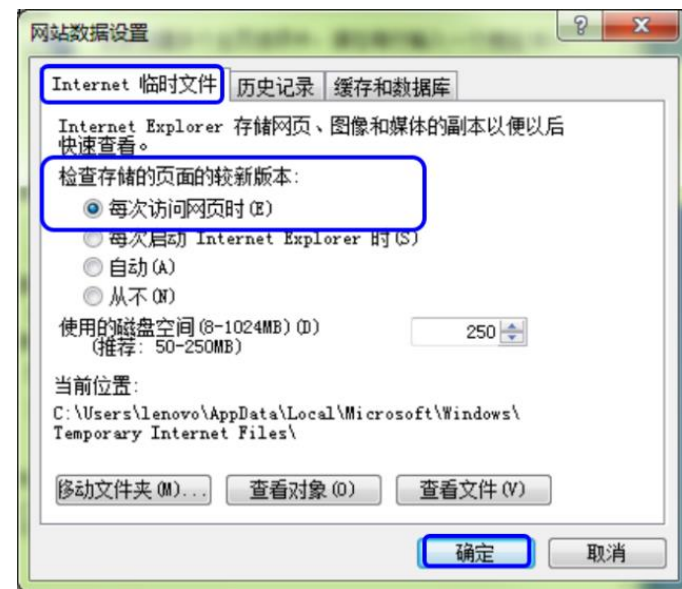 网站数据设置
Internet 临时文件 历史记录 缓存和数据库
Internet Explorer 存储网页、图像和媒体的副本以便以后
快速查看。
检查存储的页面的较新版本:
每次访问网页时(E)
每次启动 Internet Explorer 时(S)
自动(A)
从不(N)
使用的磁盘空间(8-1024MB)(D) 250
(推荐: 50-250MB)
当前位置:
C:\Users\lenovo\AppData\Local\Microsoft\Windows\
Temporary Internet Files\
移动文件夹(M)... 查看对象(O) 查看文件(V)
确定 取消